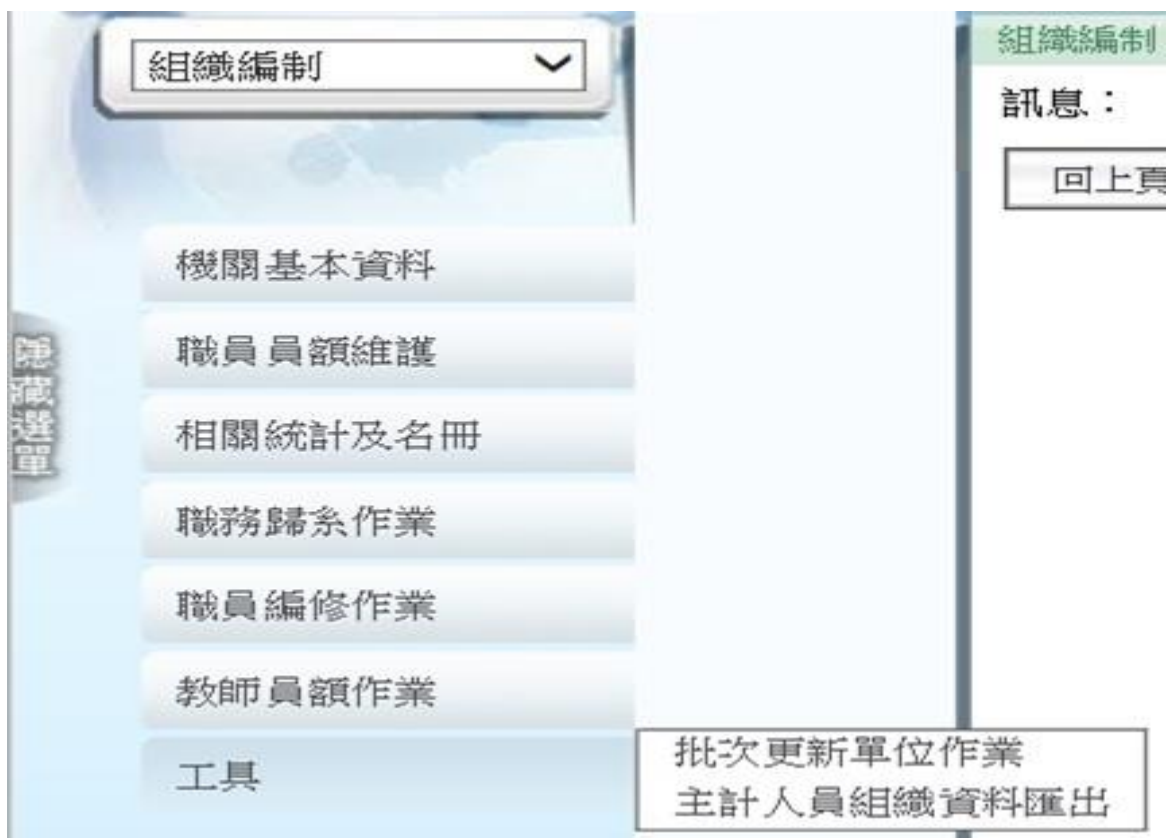 組織編制
機關基本資料
職員員額維護
相關統計及名冊
職務歸系作業
職員編修作業
教師員額作業
工具
批次更新單位作業
主計人員組織資料匯出
組織編制
訊息：
回上頁
隱藏選單